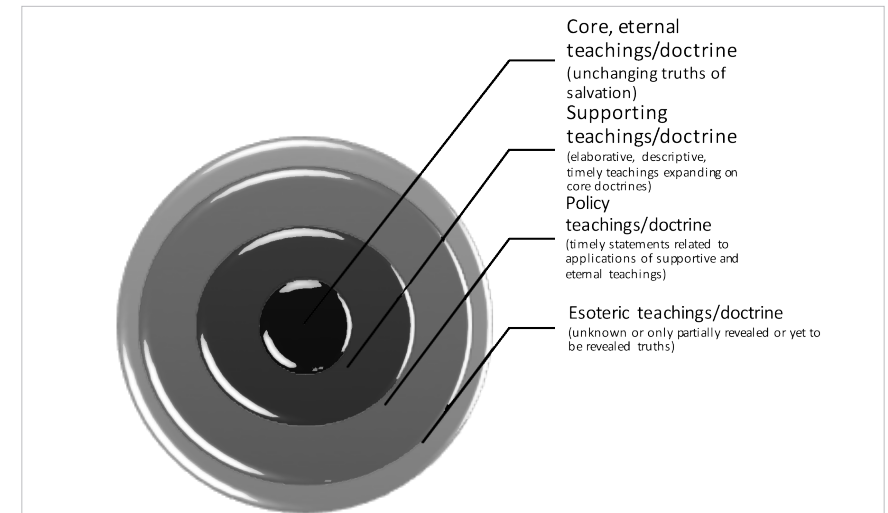 Core, eternal
teachings/doctrine
(unchanging truths of
salvation)
Supporting
teachings/doctrine
(elaborative, descriptive,
timely teachings expanding on
core doctrines)
Policy
teachings/doctrine
(timely statements related to
applications of supportive and
eternal teachings)
Esoteric teachings/doctrine
(unknown or only partially revealed or yet to
be revealed truths)